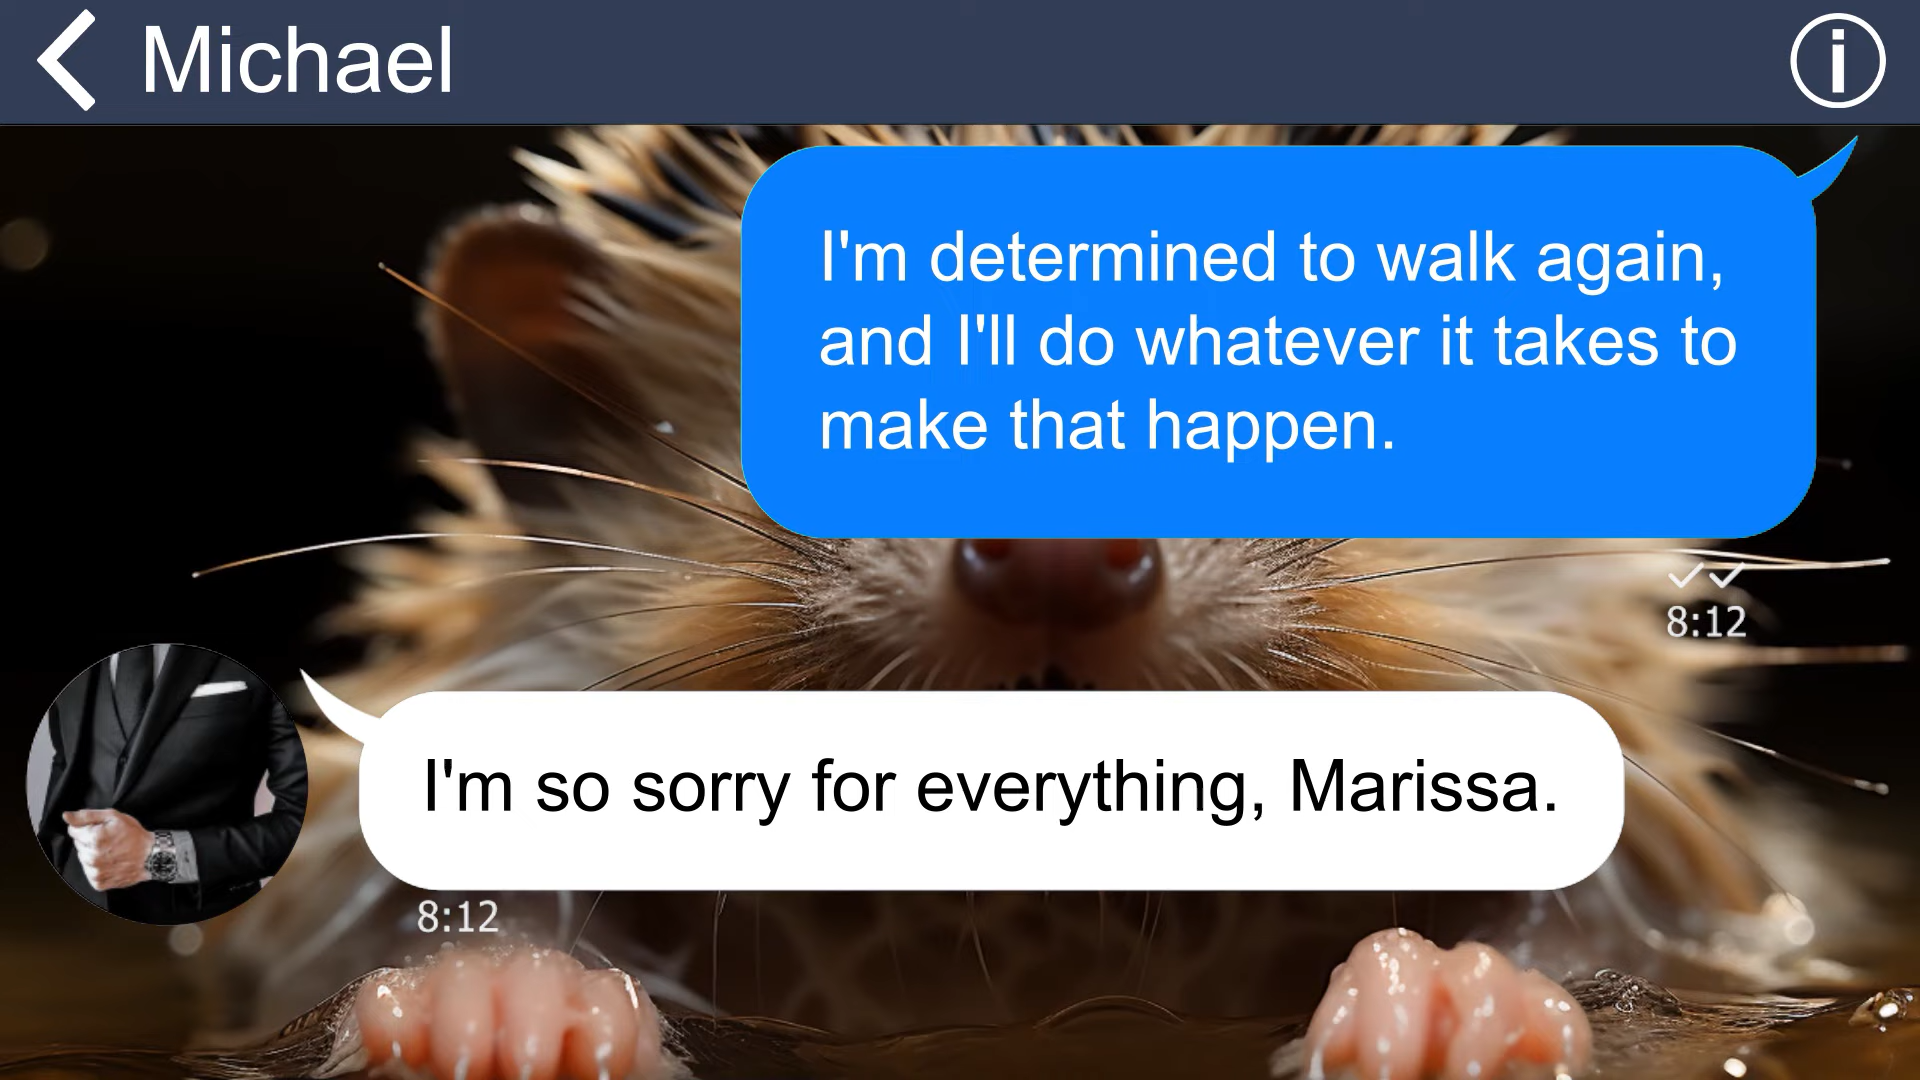 Michael
I'm determined to walk again,
and I'll do whatever it takes to
make that happen.
8:12
I'm so sorry for everything, Marissa.
8:12